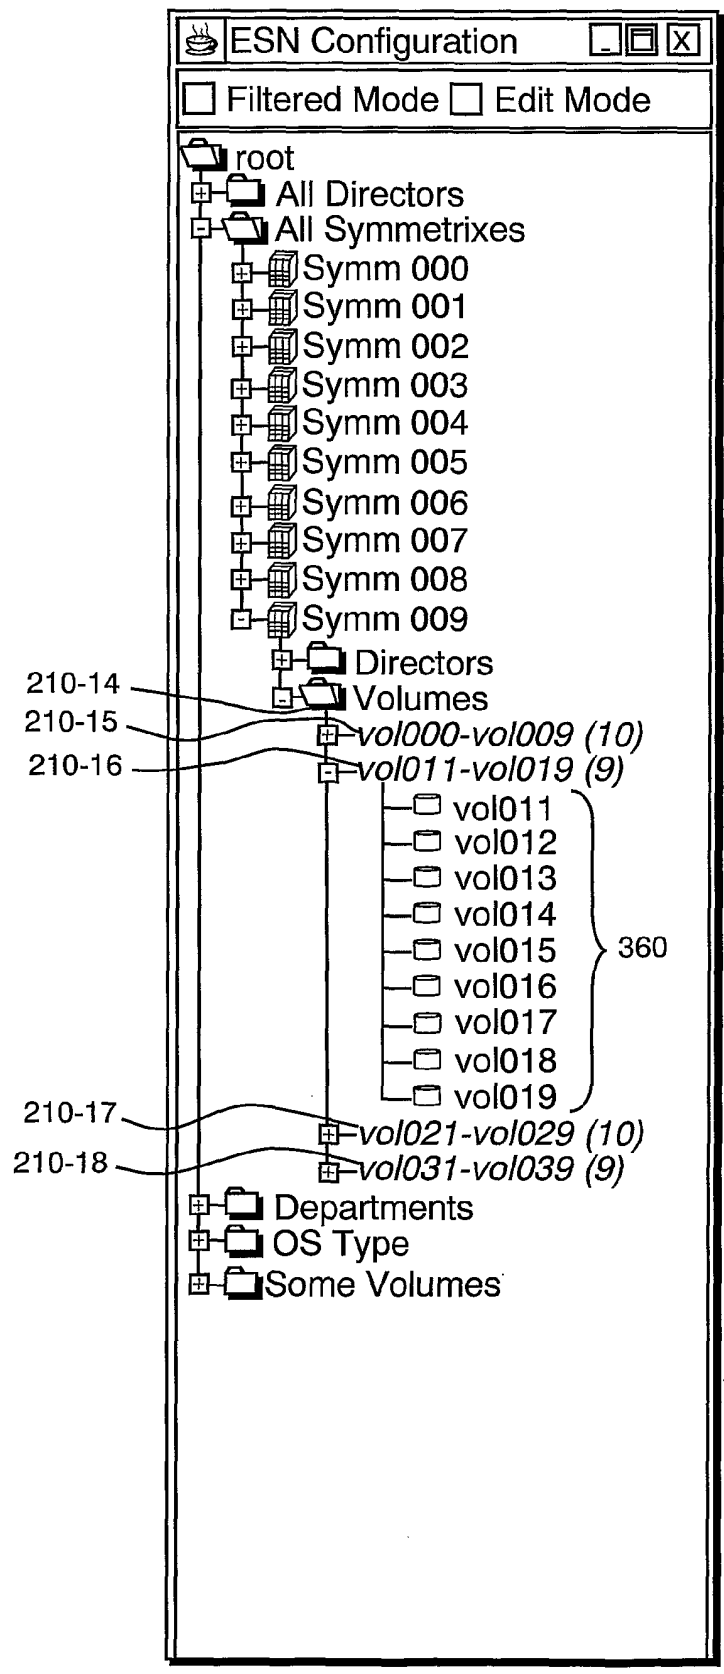 ESN Configuration
Filtered Mode Edit Mode
root
All Directors
All Symmetrixes
Symm 000
Symm 001
Symm 002
Symm 003
Symm 004
Symm 005
Symm 006
Symm 007
Symm 008
Symm 009
Directors
210-14 Volumes
210-15 vol000-vol009 (10)
210-16 vol011-vol019 (9)
vol011
vol012
vol013
vol014
vol015 360
vol016
vol017
vol018
vol019
210-17 vol021-vol029 (10)
210-18 vol031-vol039 (9)
Departments
OS Type
Some Volumes